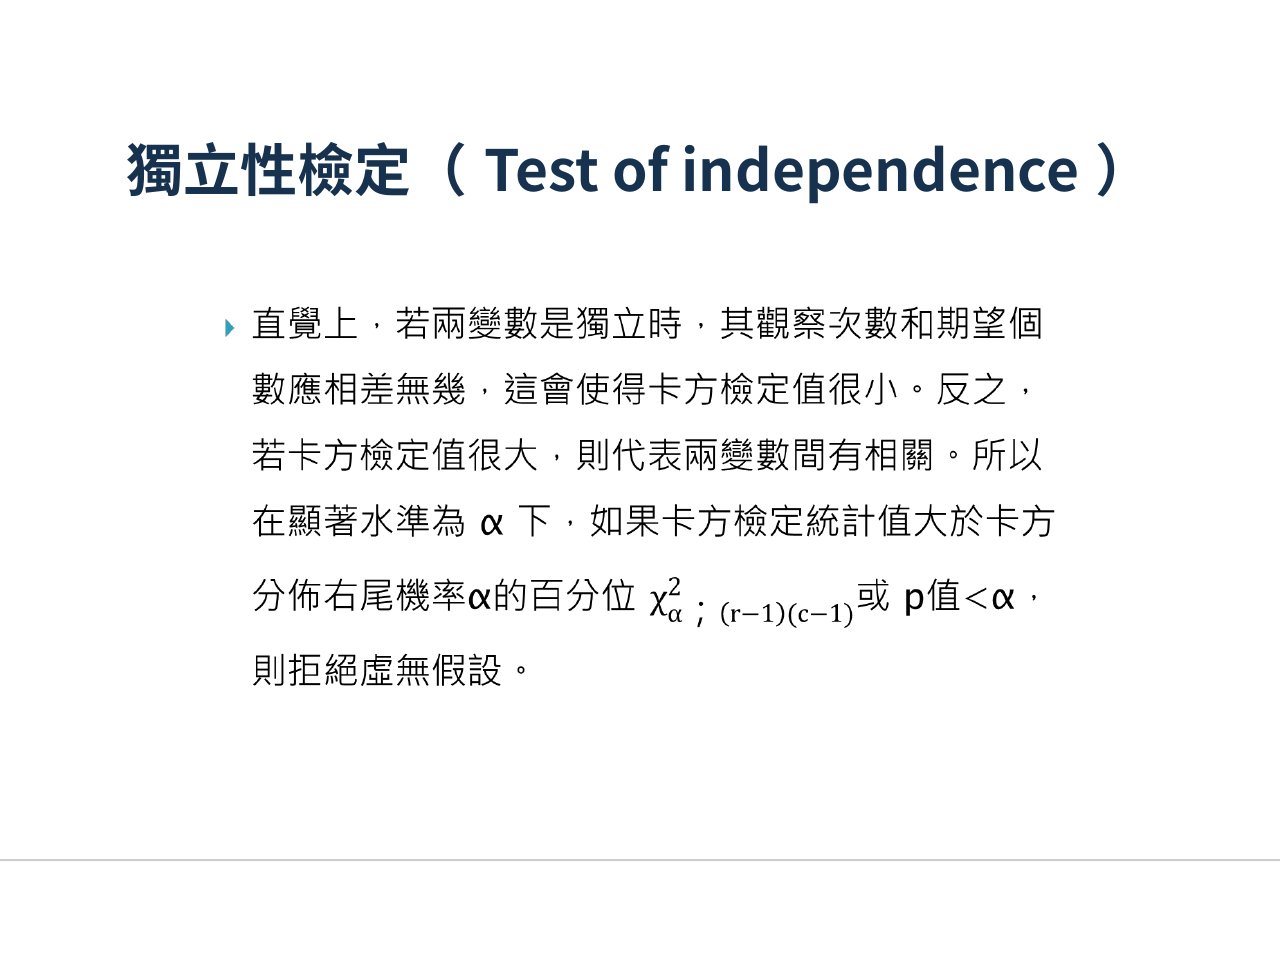 獨立性檢定（ Test of independence ）
直覺上，若兩變數是獨立時，其觀察次數和期望個
數應相差無幾，這會使得卡方檢定值很小。反之，
若卡方檢定值很大，則代表兩變數間有相關。所以
在顯著水準為 α 下，如果卡方檢定統計值大於卡方
分佈右尾機率α的百分位 χ²α；(r−1)(c−1)或 p值<α，
則拒絕虛無假設。